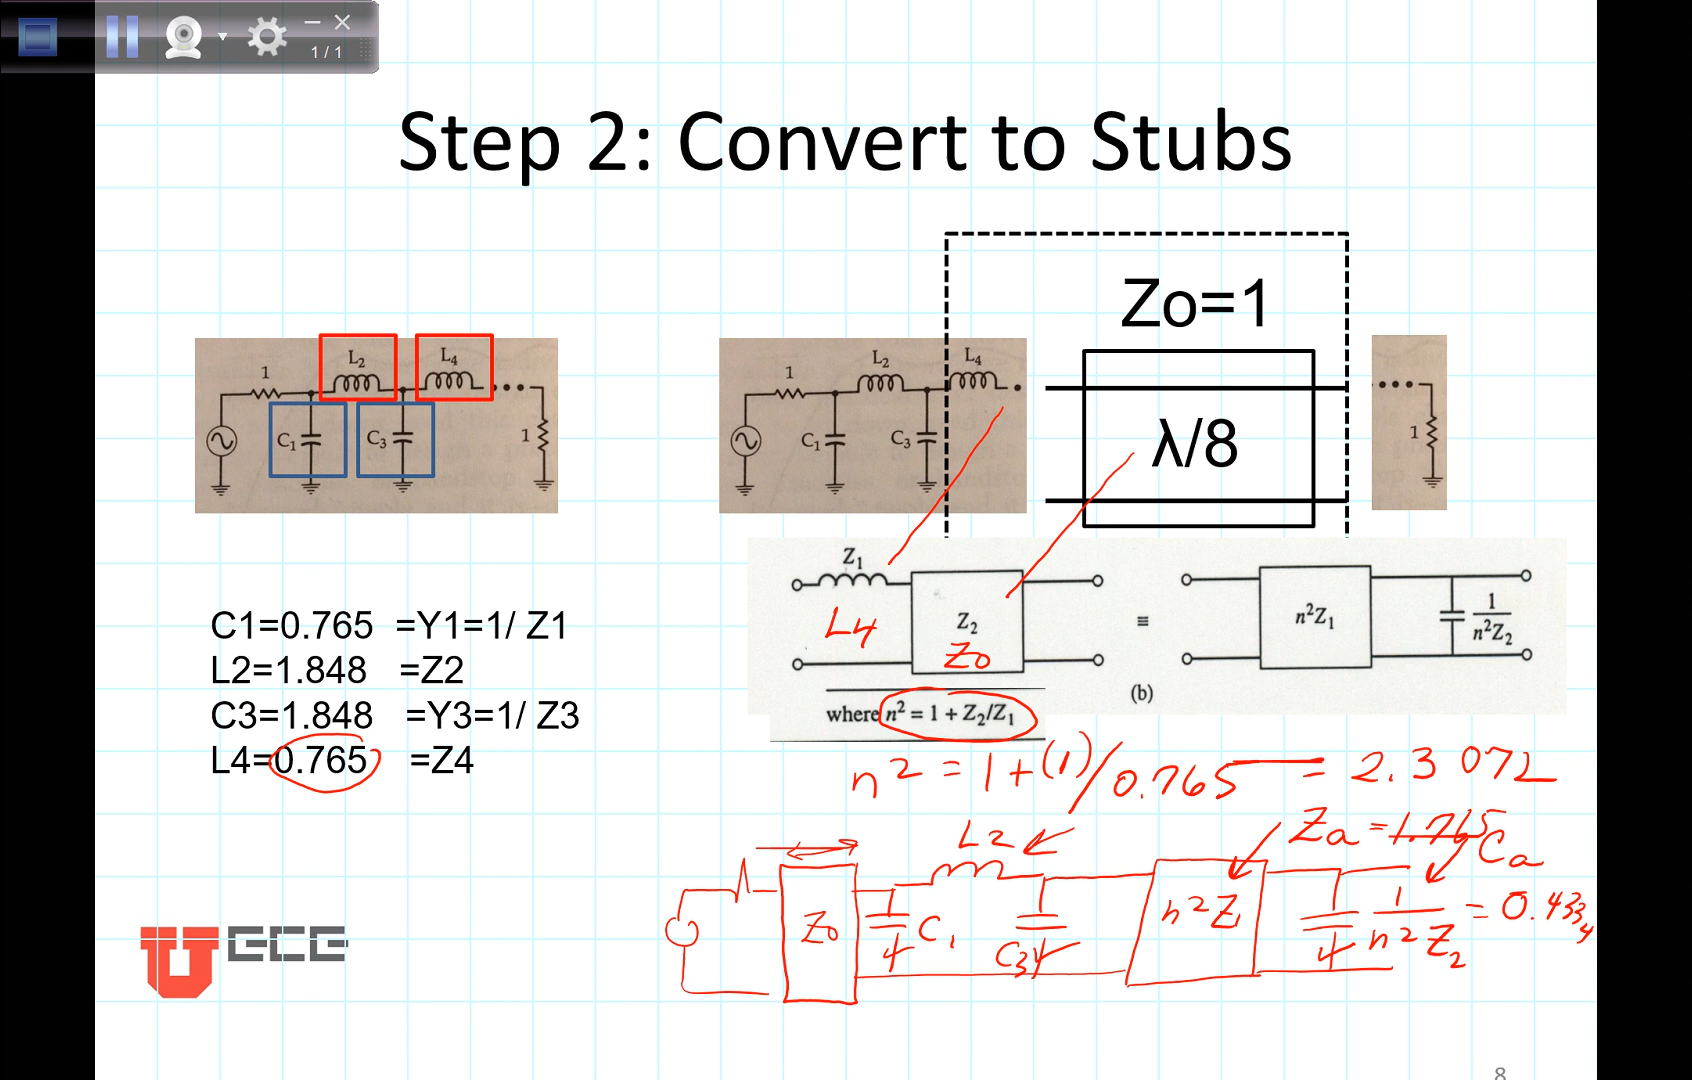 1 / 1
Step 2: Convert to Stubs
Zo=1
λ/8
1
L2
L4
C1
C3
1
1
L2
L4
C1
C3
1
Z1
L4
Z2
Zo
≡
n²Z1
1
n²Z2
(b)
where n² = 1 + Z2/Z1
C1=0.765 =Y1=1/ Z1
L2=1.848 =Z2
C3=1.848 =Y3=1/ Z3
L4=0.765 =Z4
n² = 1 + (1)/0.765 = 2.3072
L2
Za = 1.765
Ca
Zo
C1
C3
n²Z1
1
n²Z2
= 0.4334
U ECE
8